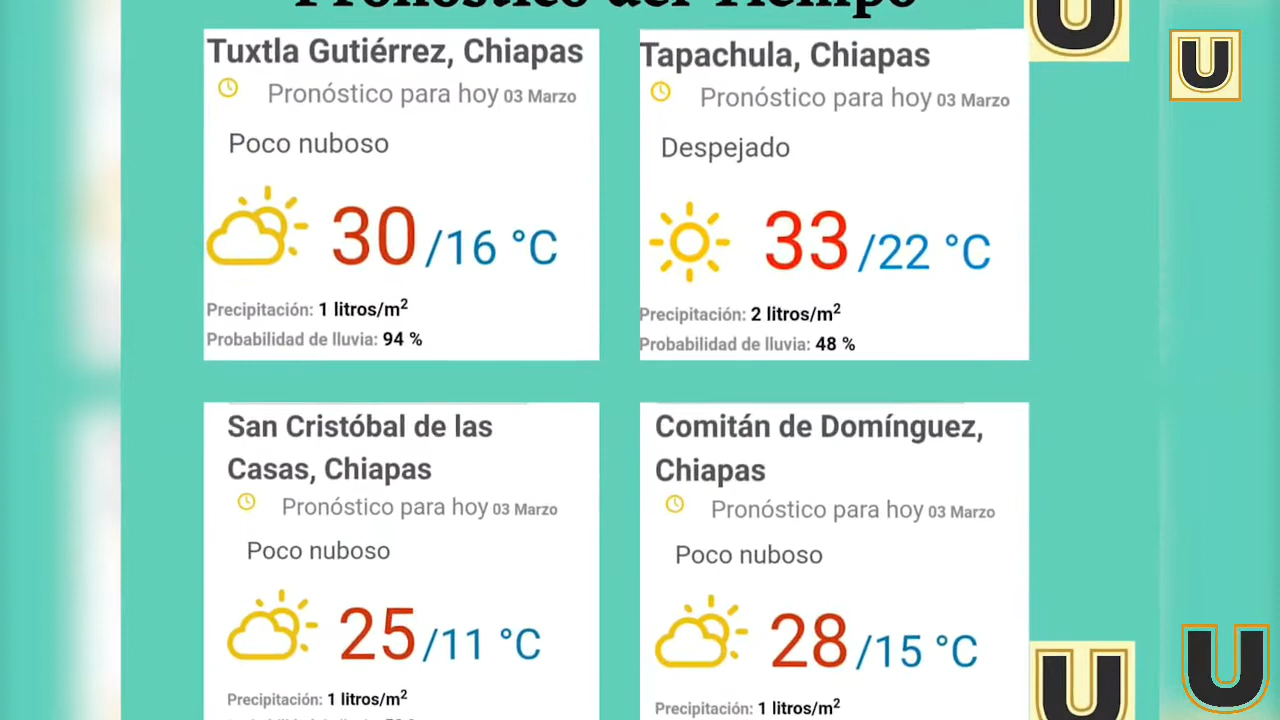 Pronóstico del Tiempo
U
U
Tuxtla Gutiérrez, Chiapas
Pronóstico para hoy 03 Marzo
Poco nuboso
30/16 °C
Precipitación: 1 litros/m²
Probabilidad de lluvia: 94 %
Tapachula, Chiapas
Pronóstico para hoy 03 Marzo
Despejado
33/22 °C
Precipitación: 2 litros/m²
Probabilidad de lluvia: 48 %
San Cristóbal de las
Casas, Chiapas
Pronóstico para hoy 03 Marzo
Poco nuboso
25/11 °C
Precipitación: 1 litros/m²
Comitán de Domínguez,
Chiapas
Pronóstico para hoy 03 Marzo
Poco nuboso
28/15 °C
Precipitación: 1 litros/m²
U
U